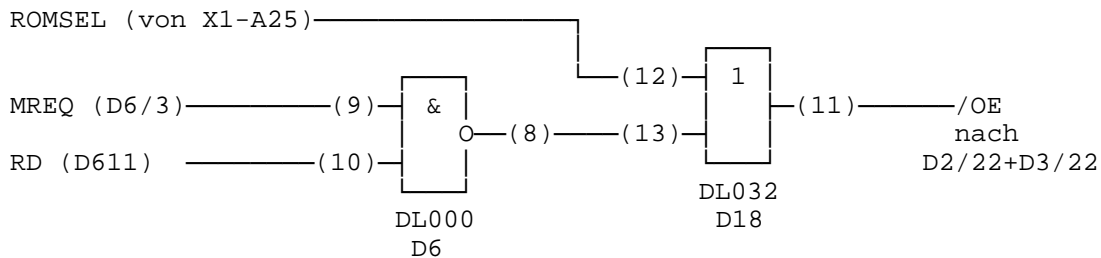 ROMSEL (von X1-A25)
(12) 1
MREQ (D6/3) (9) & (11) /OE
(8) (13) nach
RD (D611) (10) D2/22+D3/22
DL032
DL000 D18
D6